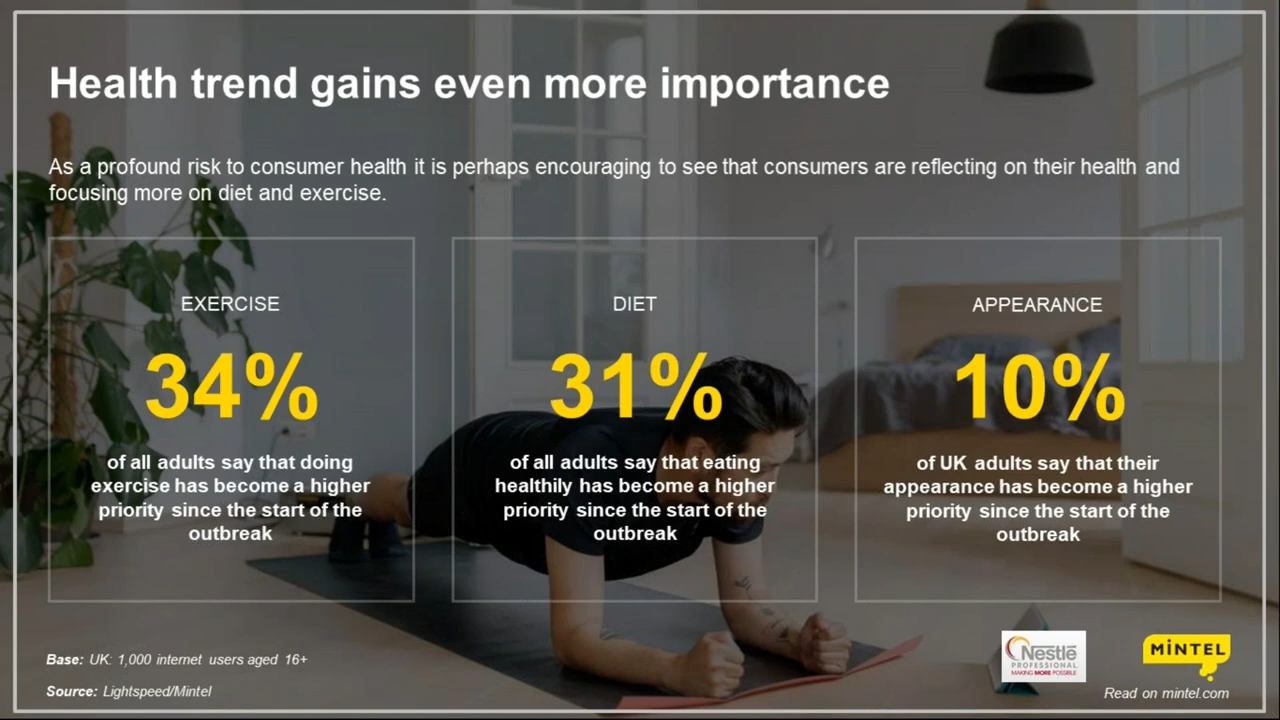 Health trend gains even more importance
As a profound risk to consumer health it is perhaps encouraging to see that consumers are reflecting on their health and
focusing more on diet and exercise.
EXERCISE
34%
of all adults say that doing
exercise has become a higher
priority since the start of the
outbreak
DIET
31%
of all adults say that eating
healthily has become a higher
priority since the start of the
outbreak
APPEARANCE
10%
of UK adults say that their
appearance has become a higher
priority since the start of the
outbreak
Base: UK: 1,000 internet users aged 16+
Source: Lightspeed/Mintel
Nestlē
PROFESSIONAL
MAKING MORE POSSIBLE
MiNTEL
Read on mintel.com